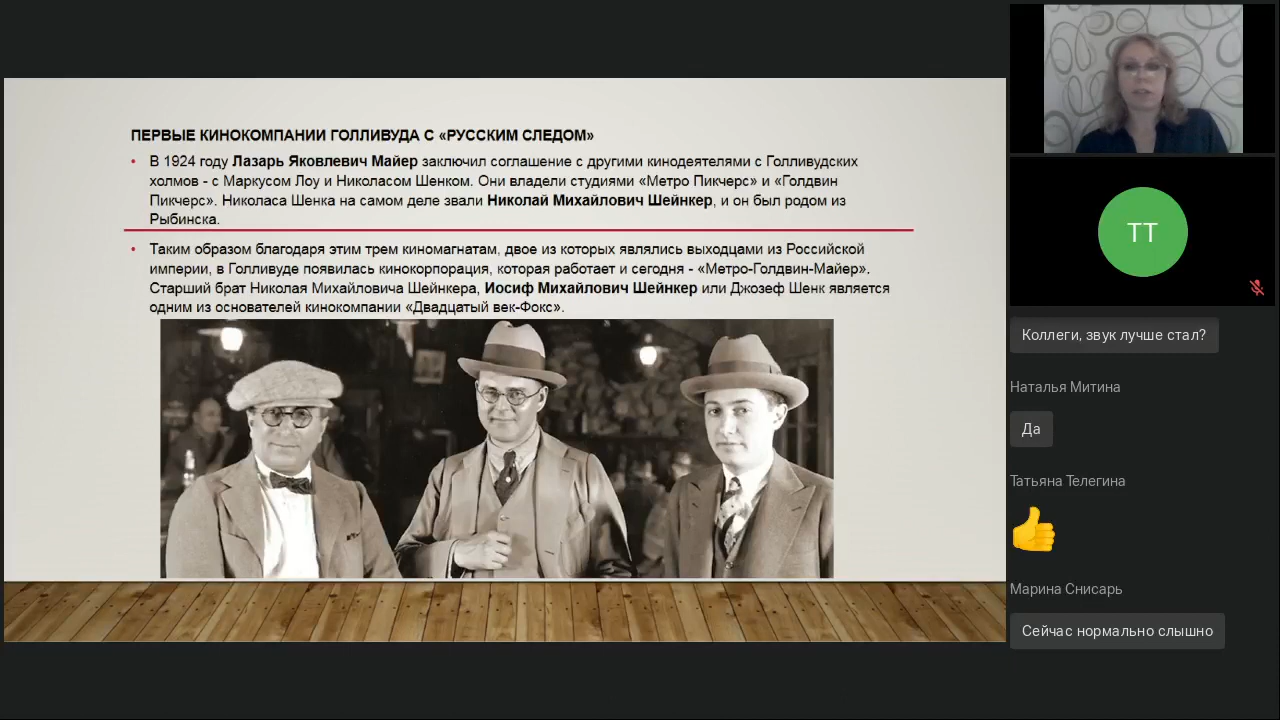 ПЕРВЫЕ КИНОКОМПАНИИ ГОЛЛИВУДА С «РУССКИМ СЛЕДОМ»
• В 1924 году Лазарь Яковлевич Майер заключил соглашение с другими кинодеятелями с Голливудских
холмов - с Маркусом Лоу и Николасом Шенком. Они владели студиями «Метро Пикчерс» и «Голдвин
Пикчерс». Николаса Шенка на самом деле звали Николай Михайлович Шейнкер, и он был родом из
Рыбинска.
• Таким образом благодаря этим трем киномагнатам, двое из которых являлись выходцами из Российской
империи, в Голливуде появилась кинокорпорация, которая работает и сегодня - «Метро-Голдвин-Майер».
Старший брат Николая Михайловича Шейнкера, Иосиф Михайлович Шейнкер или Джозеф Шенк является
одним из основателей кинокомпании «Двадцатый век-Фокс».
ТТ
Коллеги, звук лучше стал?
Наталья Митина
Да
Татьяна Телегина
Марина Снисарь
Сейчас нормально слышно